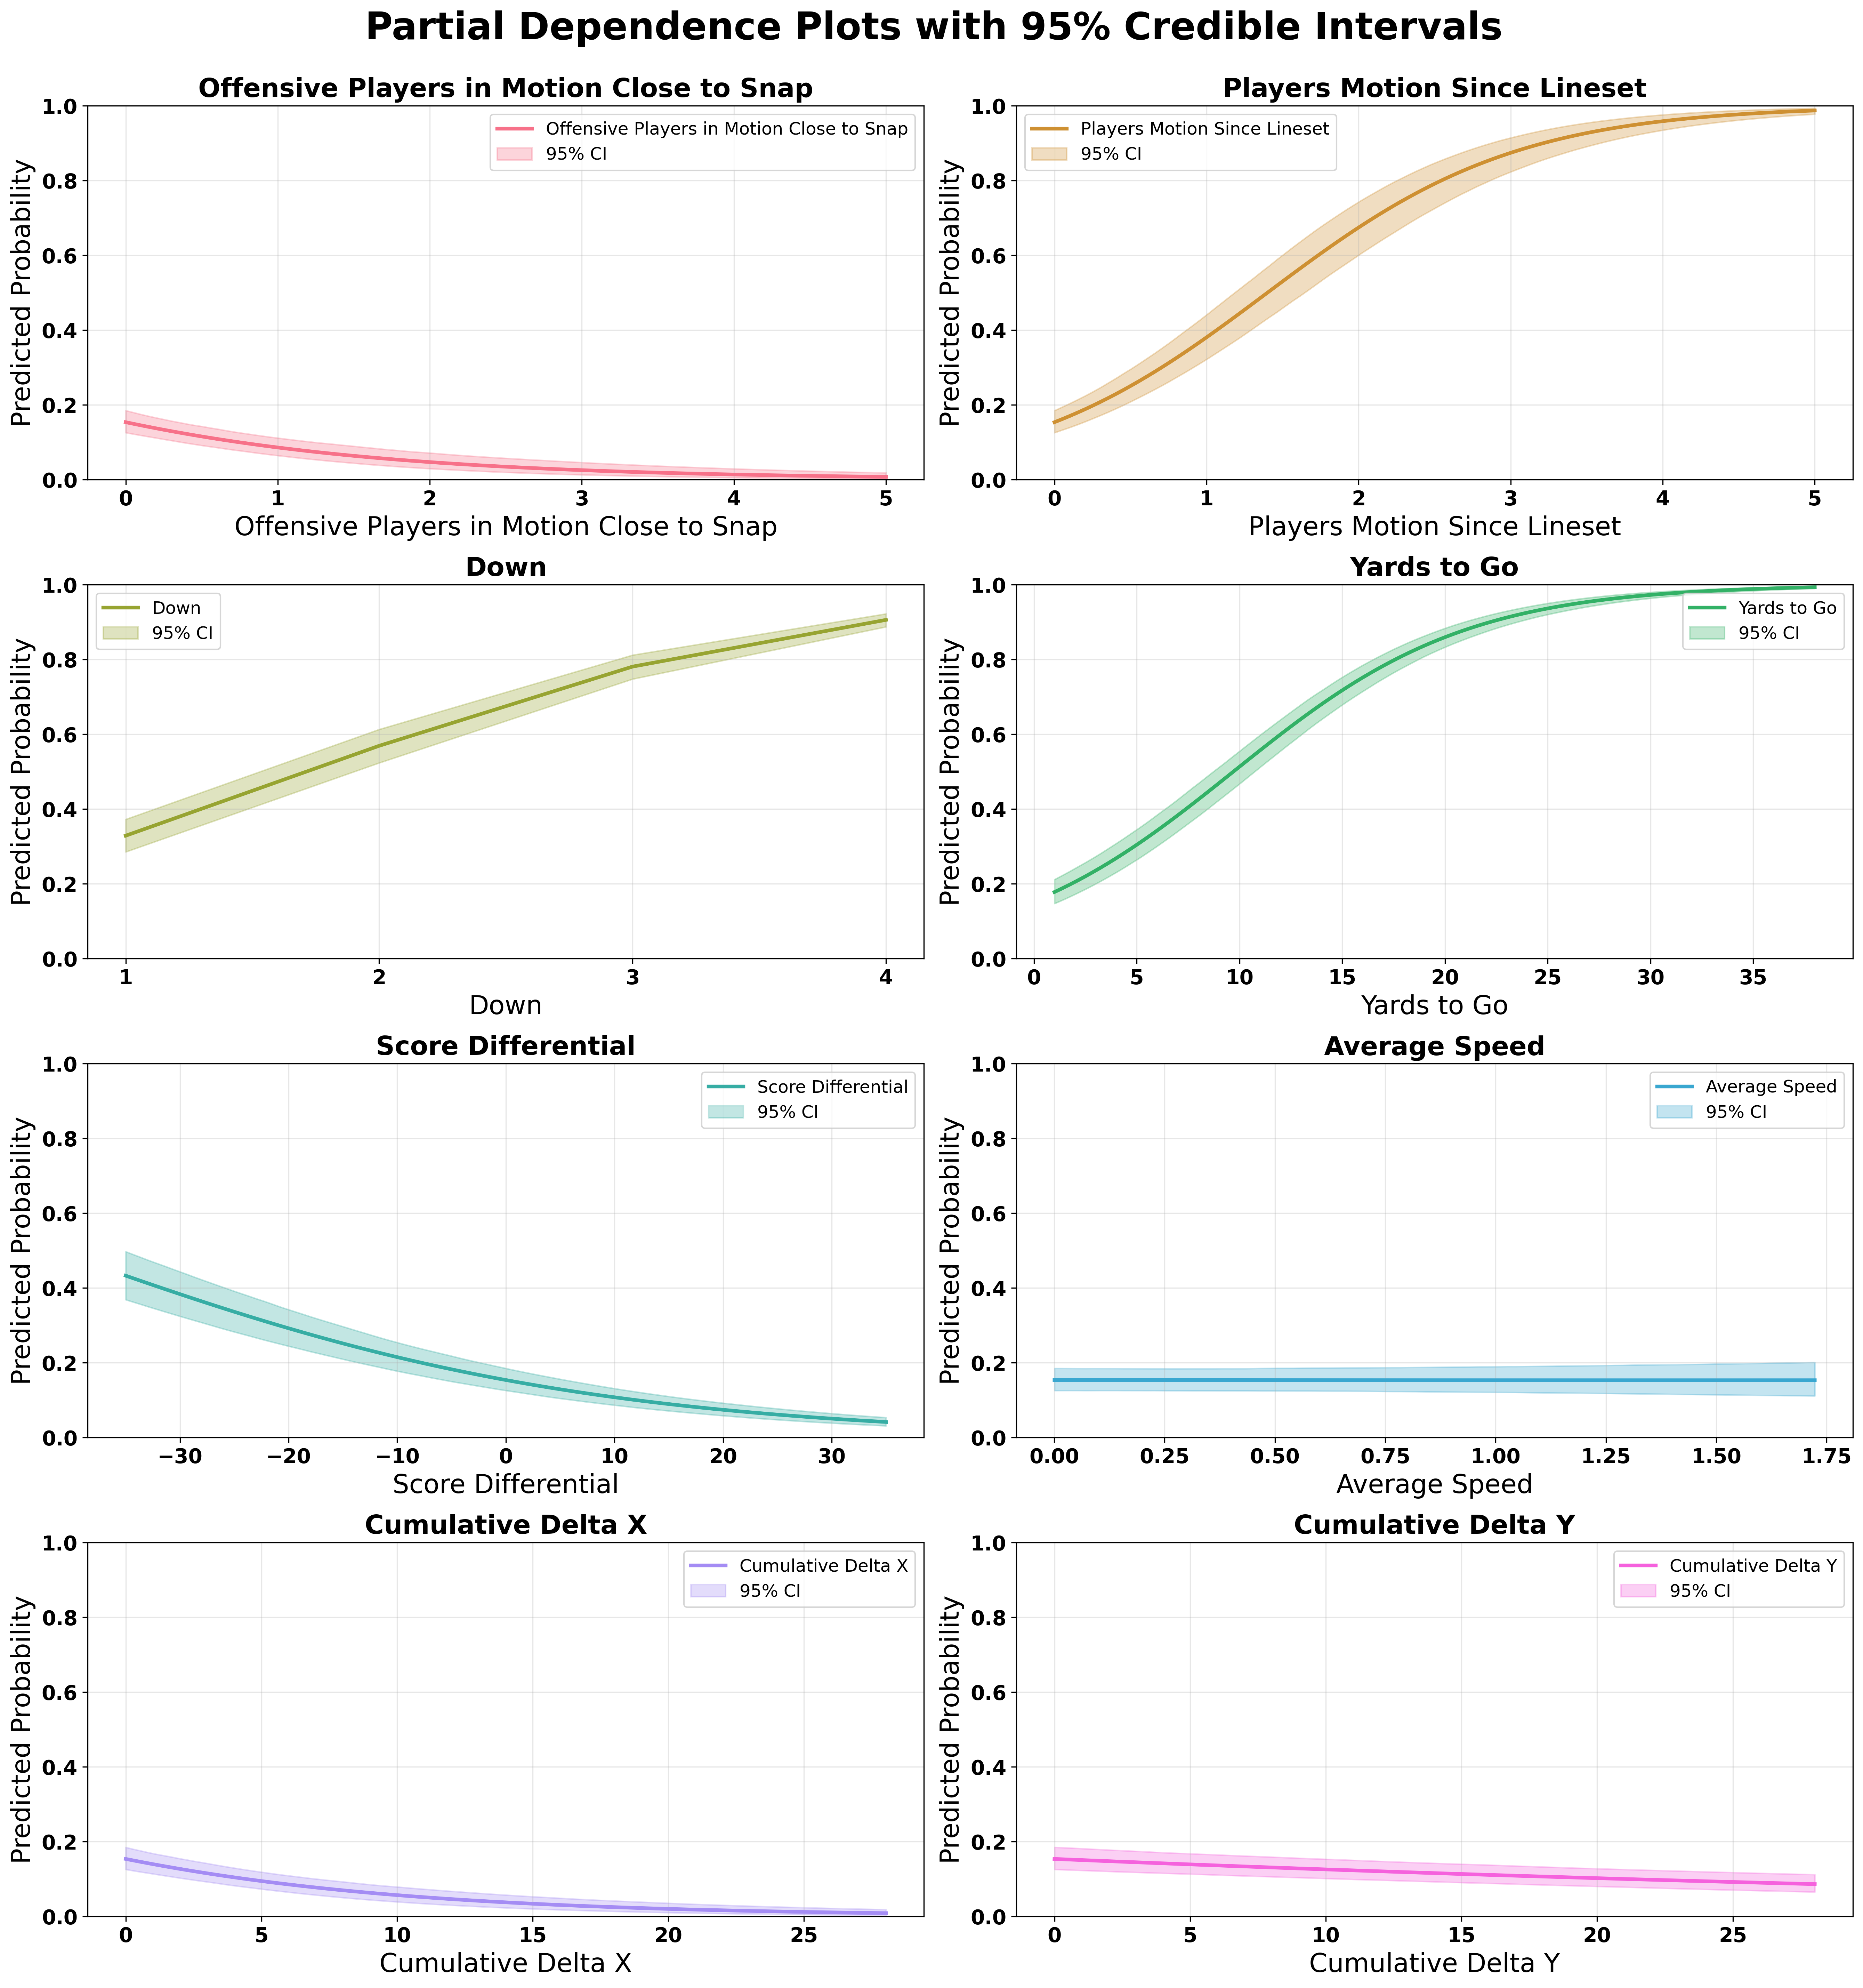 Partial Dependence Plots with 95% Credible Intervals
Offensive Players in Motion Close to Snap
Predicted Probability
1.0
0.8
0.6
0.4
0.2
0.0
Offensive Players in Motion Close to Snap
95% CI
0 1 2 3 4 5
Offensive Players in Motion Close to Snap
Players Motion Since Lineset
Predicted Probability
1.0
0.8
0.6
0.4
0.2
0.0
Players Motion Since Lineset
95% CI
0 1 2 3 4 5
Players Motion Since Lineset
Down
Predicted Probability
1.0
0.8
0.6
0.4
0.2
0.0
Down
95% CI
1 2 3 4
Down
Yards to Go
Predicted Probability
1.0
0.8
0.6
0.4
0.2
0.0
Yards to Go
95% CI
0 5 10 15 20 25 30 35
Yards to Go
Score Differential
Predicted Probability
1.0
0.8
0.6
0.4
0.2
0.0
Score Differential
95% CI
−30 −20 −10 0 10 20 30
Score Differential
Average Speed
Predicted Probability
1.0
0.8
0.6
0.4
0.2
0.0
Average Speed
95% CI
0.00 0.25 0.50 0.75 1.00 1.25 1.50 1.75
Average Speed
Cumulative Delta X
Predicted Probability
1.0
0.8
0.6
0.4
0.2
0.0
Cumulative Delta X
95% CI
0 5 10 15 20 25
Cumulative Delta X
Cumulative Delta Y
Predicted Probability
1.0
0.8
0.6
0.4
0.2
0.0
Cumulative Delta Y
95% CI
0 5 10 15 20 25
Cumulative Delta Y